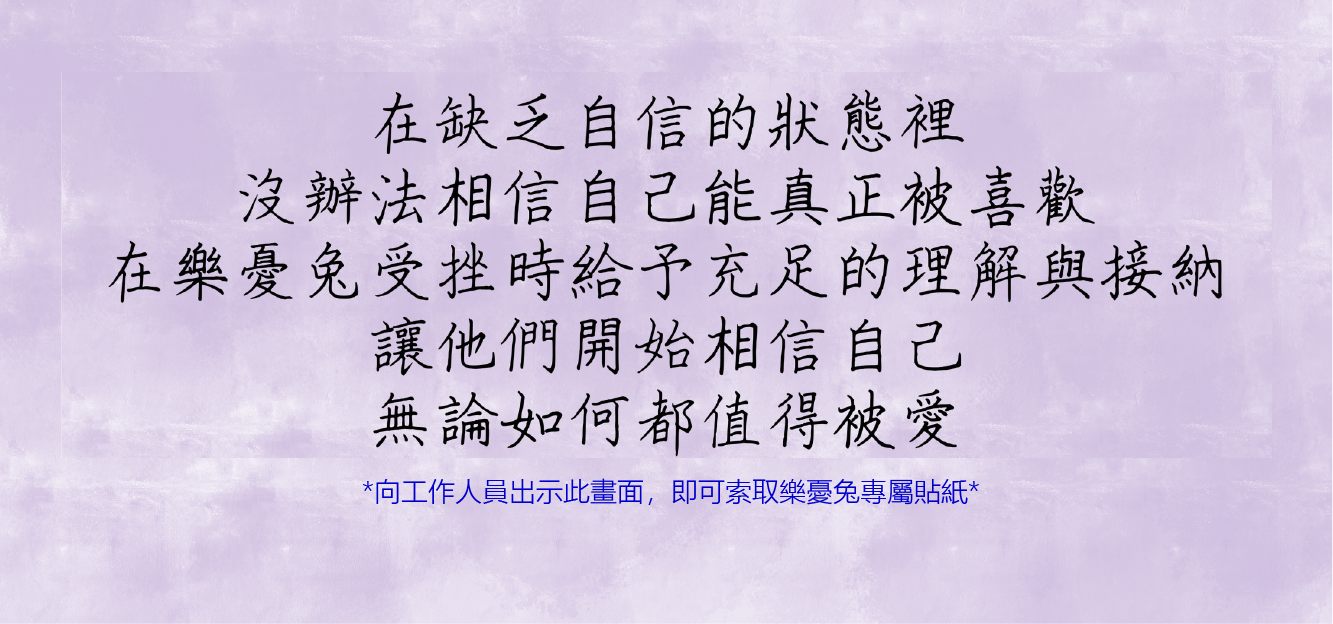 在缺乏自信的狀態裡
沒辦法相信自己能真正被喜歡
在樂憂兔受挫時給予充足的理解與接納
讓他們開始相信自己
無論如何都值得被愛
*向工作人員出示此畫面，即可索取樂憂兔專屬貼紙*